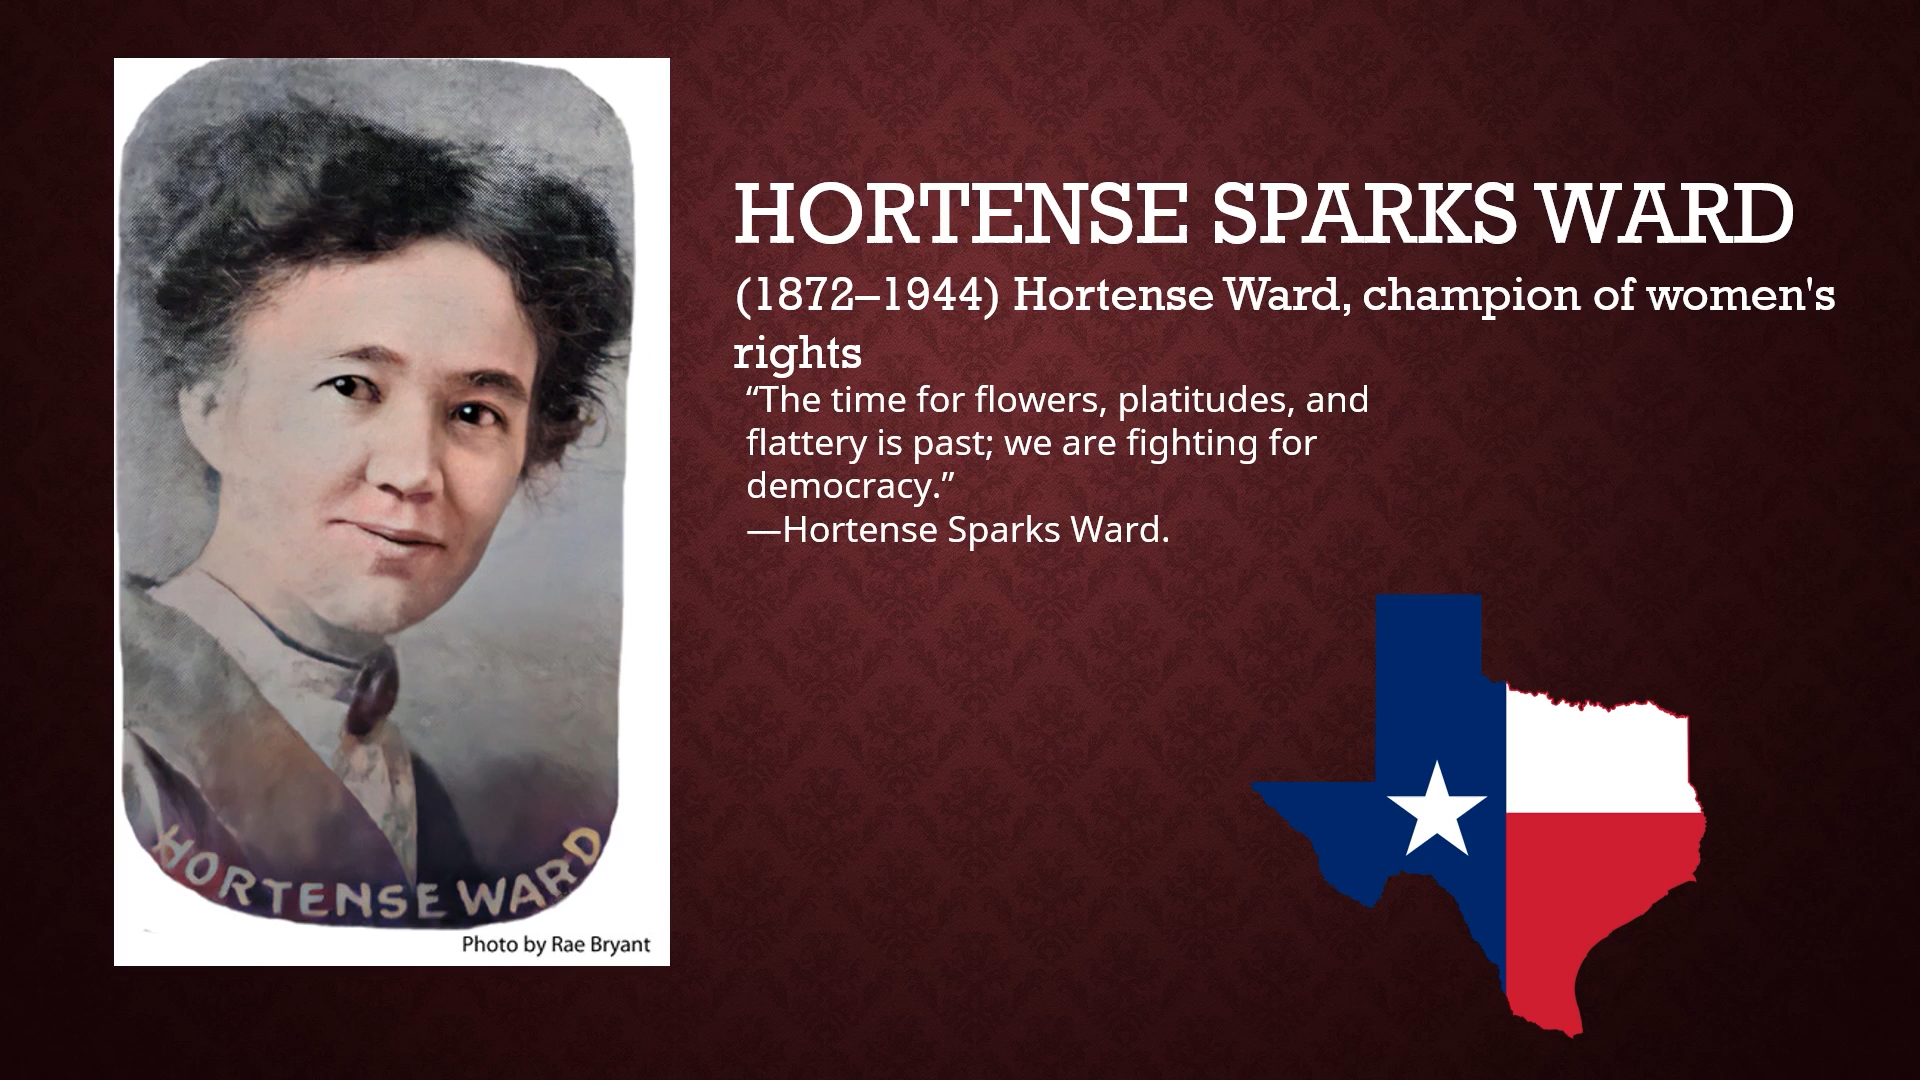 HORTENSE SPARKS WARD
(1872–1944) Hortense Ward, champion of women's
rights
“The time for flowers, platitudes, and
flattery is past; we are fighting for
democracy.”
—Hortense Sparks Ward.
HORTENSE WARD
Photo by Rae Bryant